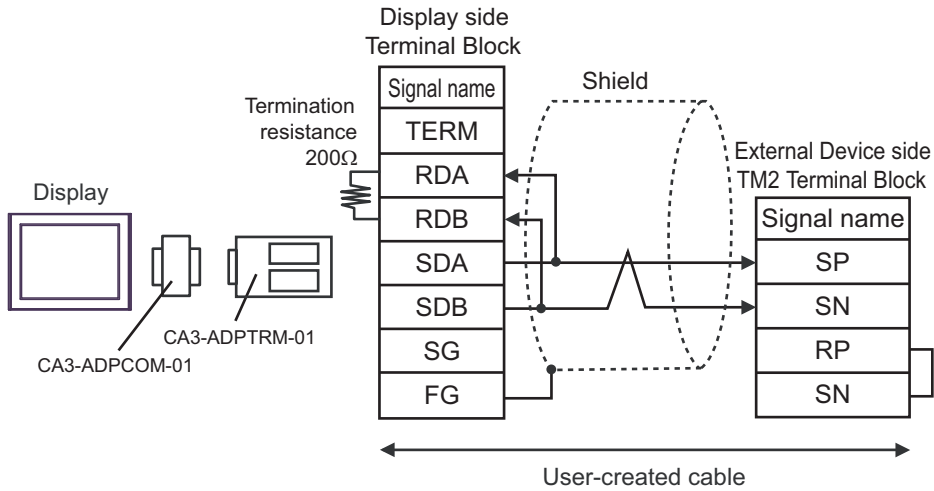 Display side
Terminal Block
Signal name
TERM
RDA
RDB
SDA
SDB
SG
FG
Termination
resistance
200Ω
Shield
External Device side
TM2 Terminal Block
Signal name
SP
SN
RP
SN
Display
CA3-ADPCOM-01
CA3-ADPTRM-01
User-created cable